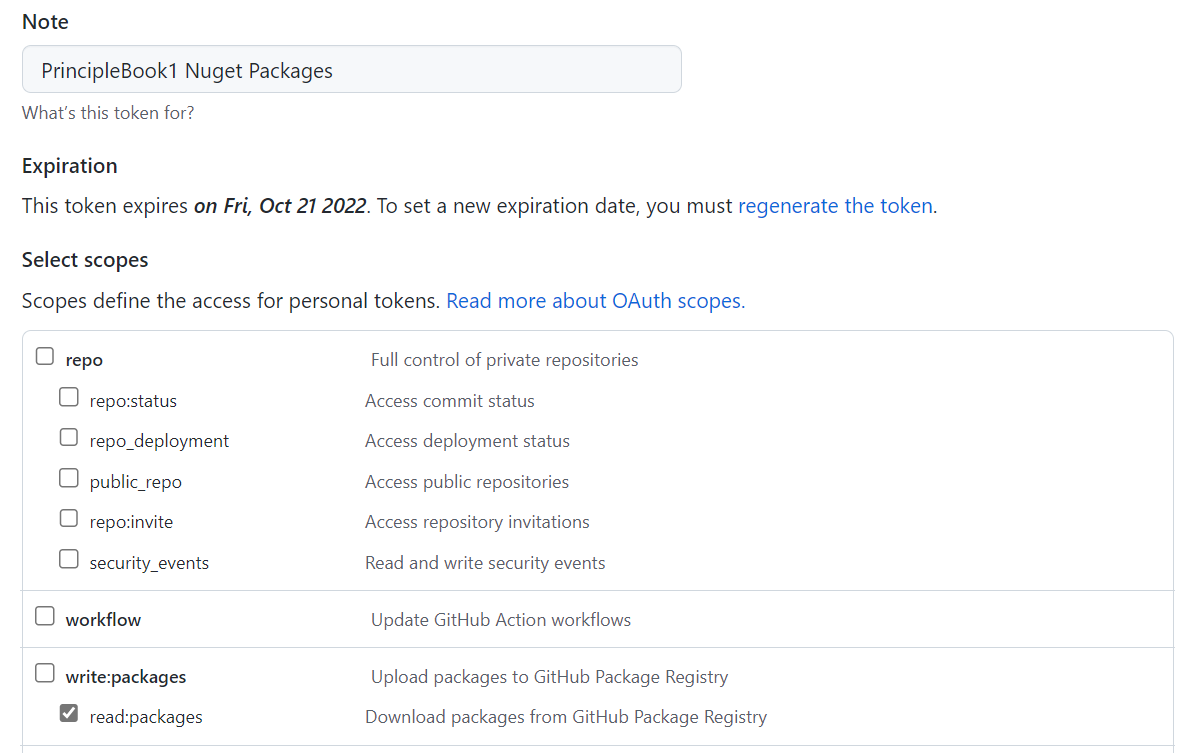 Note
PrincipleBook1 Nuget Packages
What's this token for?
Expiration
This token expires on Fri, Oct 21 2022. To set a new expiration date, you must regenerate the token.
Select scopes
Scopes define the access for personal tokens. Read more about OAuth scopes.
repo Full control of private repositories
repo:status Access commit status
repo_deployment Access deployment status
public_repo Access public repositories
repo:invite Access repository invitations
security_events Read and write security events
workflow Update GitHub Action workflows
write:packages Upload packages to GitHub Package Registry
read:packages Download packages from GitHub Package Registry